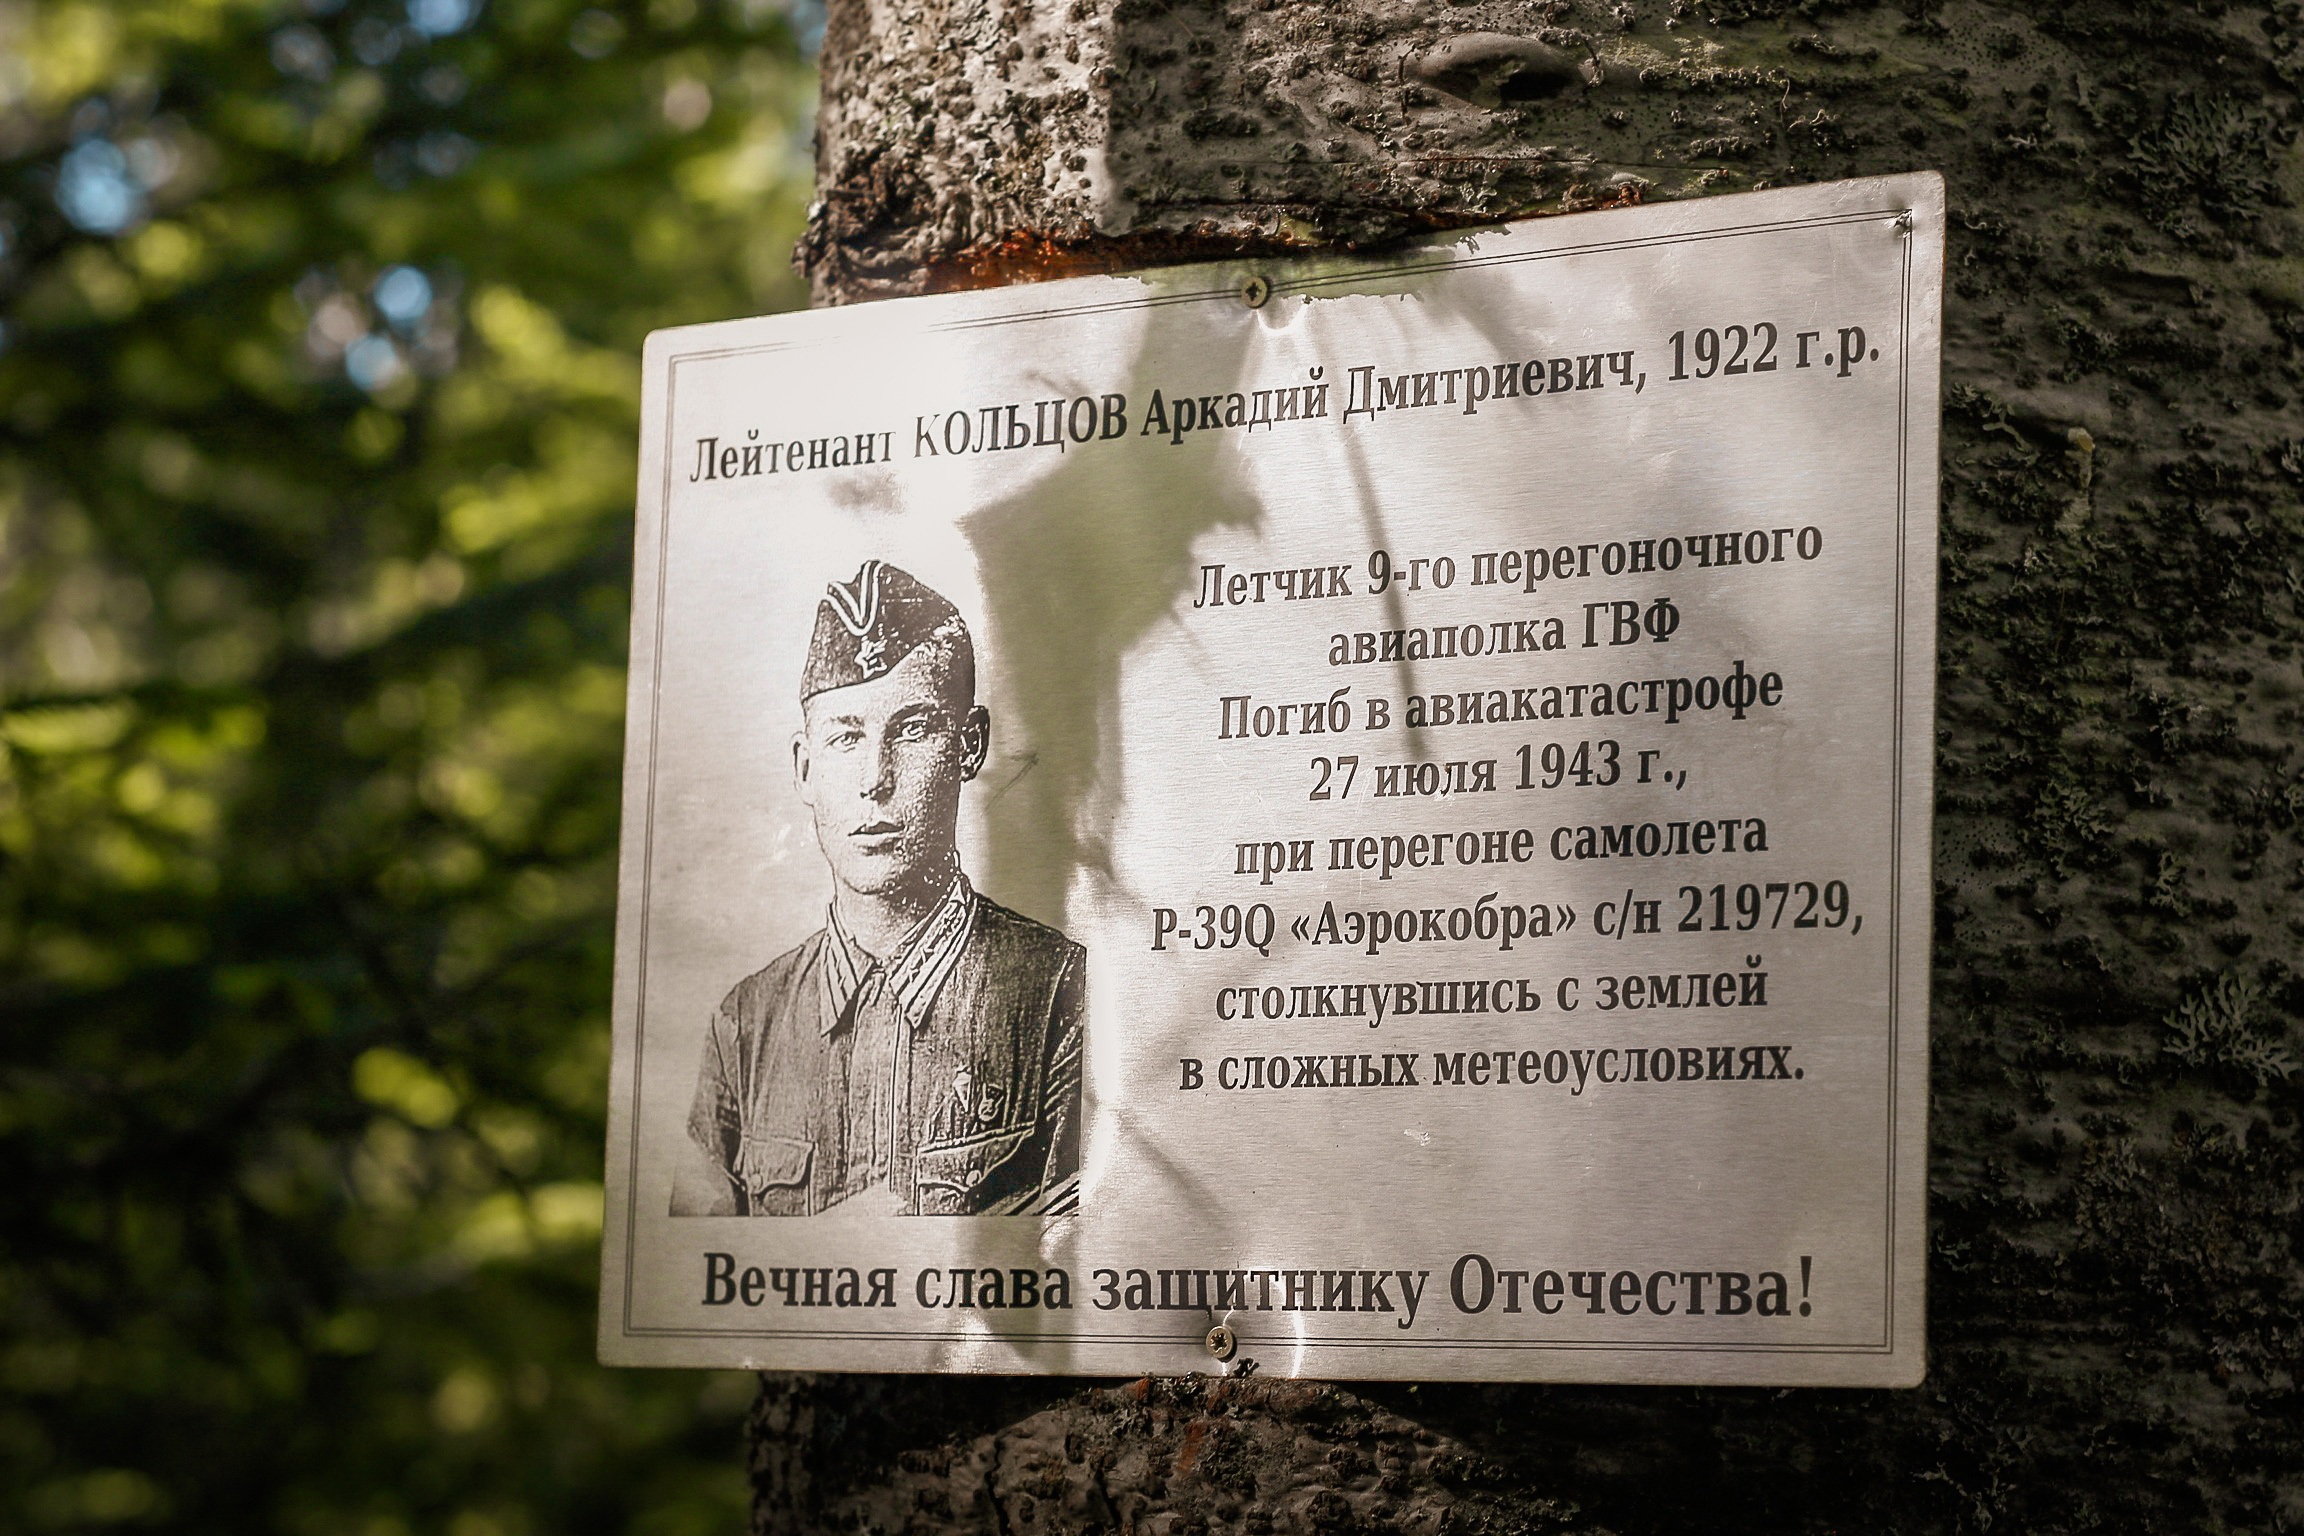 Лейтенант КОЛЬЦОВ Аркадий Дмитриевич, 1922 г.р.
Летчик 9-го перегоночного
авиаполка ГВФ
Погиб в авиакатастрофе
27 июля 1943 г.,
при перегоне самолета
Р-39Q «Аэрокобра» с/н 219729,
столкнувшись с землей
в сложных метеоусловиях.
Вечная слава защитнику Отечества!